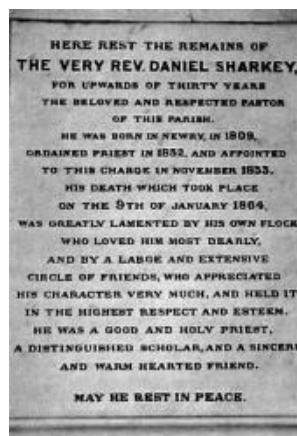 HERE REST THE REMAINS OF
THE VERY REV. DANIEL SHARKEY,
FOR UPWARDS OF THIRTY YEARS
THE BELOVED AND RESPECTED PASTOR
OF THIS PARISH.
HE WAS BORN IN NEWRY, IN 1809,
ORDAINED PRIEST IN 1832, AND APPOINTED
TO THIS CHARGE IN NOVEMBER 1833.
HIS DEATH WHICH TOOK PLACE
ON THE 9TH OF JANUARY 1864,
WAS GREATLY LAMENTED BY HIS OWN FLOCK
WHO LOVED HIM MOST DEARLY,
AND BY A LARGE AND EXTENSIVE
CIRCLE OF FRIENDS, WHO APPRECIATED
HIS CHARACTER VERY MUCH, AND HELD IT
IN THE HIGHEST RESPECT AND ESTEEM.
HE WAS A GOOD AND HOLY PRIEST,
A DISTINGUISHED SCHOLAR, AND A SINCERE
AND WARM HEARTED FRIEND.
MAY HE REST IN PEACE.